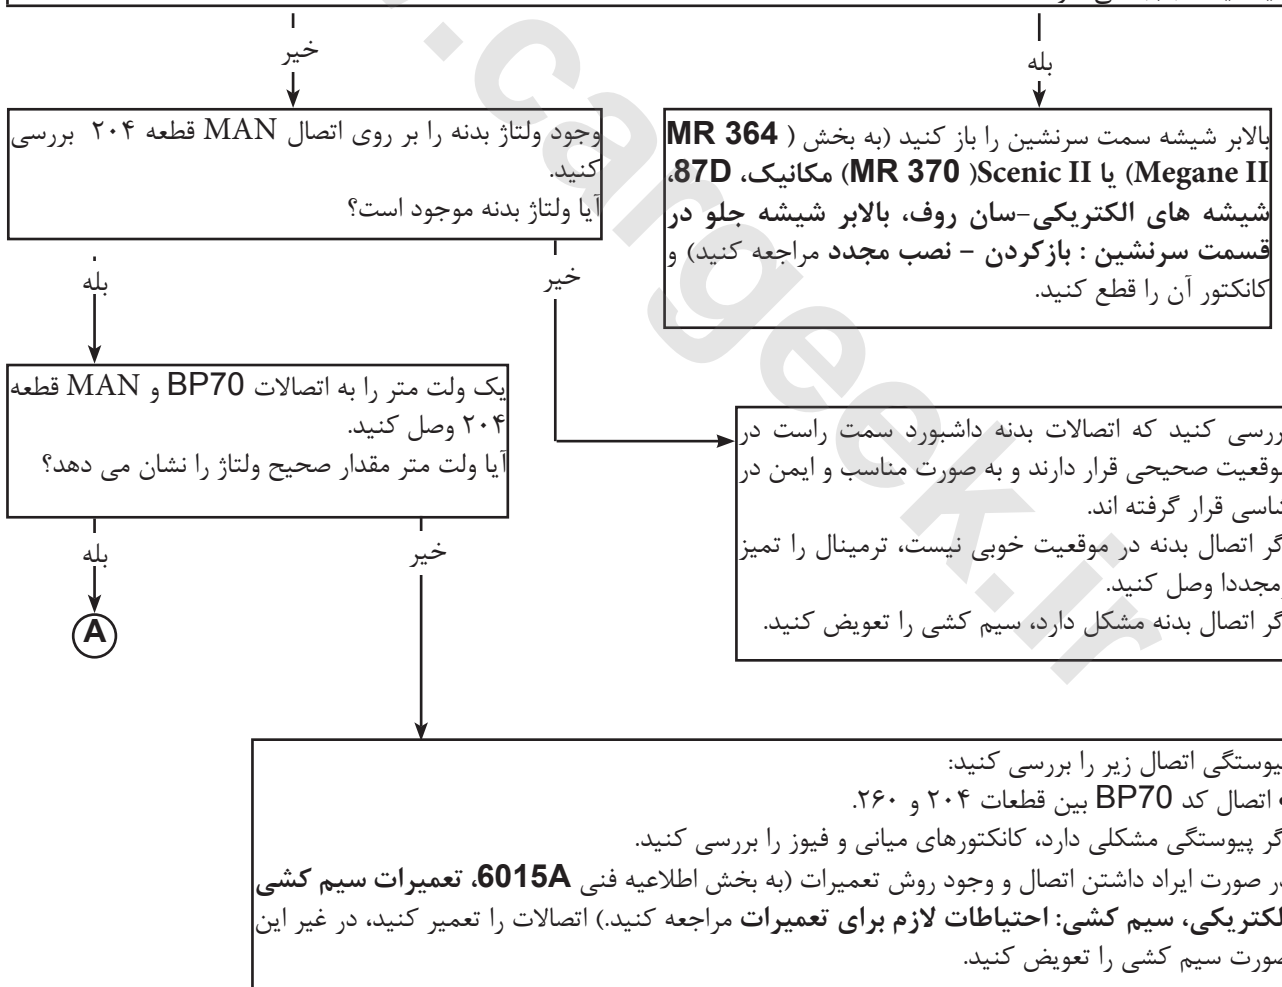 بله
خیر
بالابر شیشه سمت سرنشین را باز کنید (به بخش ( MR 364
Megane II) یا Scenic II( MR 370) مکانیک، 87D،
شیشه های الکتریکی-سان روف، بالابر شیشه جلو در
قسمت سرنشین : بازکردن – نصب مجدد مراجعه کنید) و
کانکتور آن را قطع کنید.
وجود ولتاژ بدنه را بر روی اتصال MAN قطعه ۲۰۴ بررسی
کنید.
آیا ولتاژ بدنه موجود است؟
خیر
بله
یک ولت متر را به اتصالات BP70 و MAN قطعه
۲۰۴ وصل کنید.
آیا ولت متر مقدار صحیح ولتاژ را نشان می دهد؟
بررسی کنید که اتصالات بدنه داشبورد سمت راست در
موقعیت صحیحی قرار دارند و به صورت مناسب و ایمن در
شاسی قرار گرفته اند.
اگر اتصال بدنه در موقعیت خوبی نیست، ترمینال را تمیز
ومجددا وصل کنید.
اگر اتصال بدنه مشکل دارد، سیم کشی را تعویض کنید.
خیر
بله
A
پیوستگی اتصال زیر را بررسی کنید:
• اتصال کد BP70 بین قطعات ۲۰۴ و ۲۶۰.
اگر پیوستگی مشکلی دارد، کانکتورهای میانی و فیوز را بررسی کنید.
در صورت ایراد داشتن اتصال و وجود روش تعمیرات (به بخش اطلاعیه فنی 6015A، تعمیرات سیم کشی
الکتریکی، سیم کشی: احتیاطات لازم برای تعمیرات مراجعه کنید.) اتصالات را تعمیر کنید، در غیر این
صورت سیم کشی را تعویض کنید.
.cargeek.ir